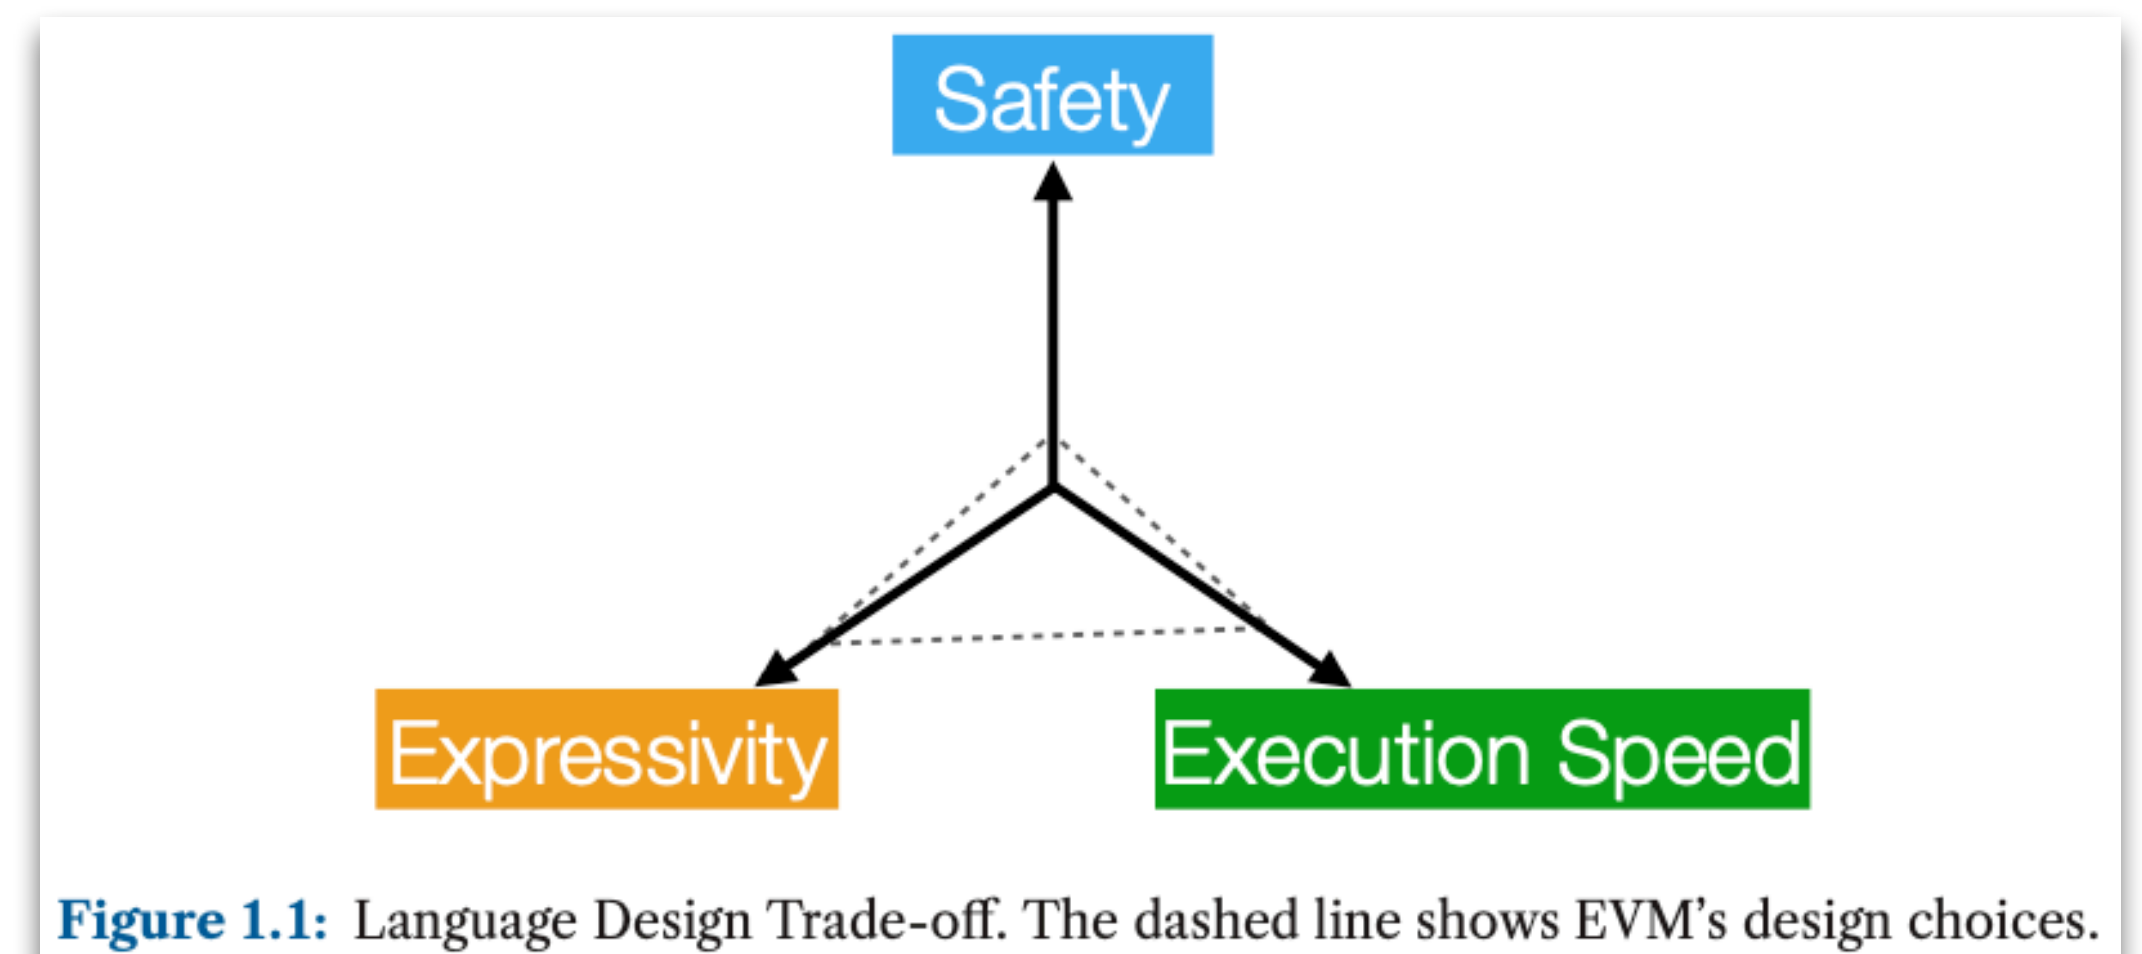 Safety
Expressivity
Execution Speed
Figure 1.1: Language Design Trade-off. The dashed line shows EVM’s design choices.